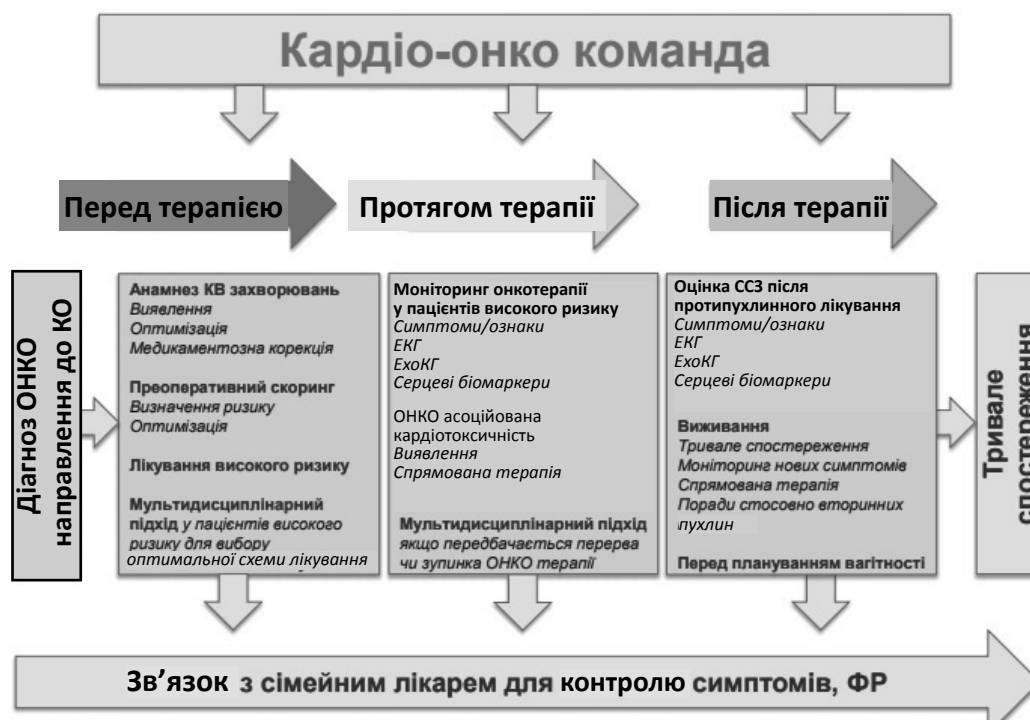 Кардіо-онко команда
Перед терапією
Протягом терапії
Після терапії
Діагноз ОНКО
направлення до КО
Анамнез КВ захворювань
Виявлення
Оптимізація
Медикаментозна корекція
Преоперативний скоринг
Визначення ризику
Оптимізація
Лікування високого ризику
Мультидисциплінарний
підхід у пацієнтів високого
ризику для вибору
оптимальної схеми лікування
Моніторинг онкотерапії
у пацієнтів високого ризику
Симптоми/ознаки
ЕКГ
ЕхоКГ
Серцеві біомаркери
ОНКО асоційована
кардіотоксичність
Виявлення
Спрямована терапія
Мультидисциплінарний підхід
якщо передбачається перерва
чи зупинка ОНКО терапії
Оцінка ССЗ після
протипухлинного лікування
Симптоми/ознаки
ЕКГ
ЕхоКГ
Серцеві біомаркери
Виживання
Тривале спостереження
Моніторинг нових симптомів
Спрямована терапія
Поради стосовно вторинних
пухлин
Перед плануванням вагітності
Тривале
спостереження
Зв’язок з сімейним лікарем для контролю симптомів, ФР